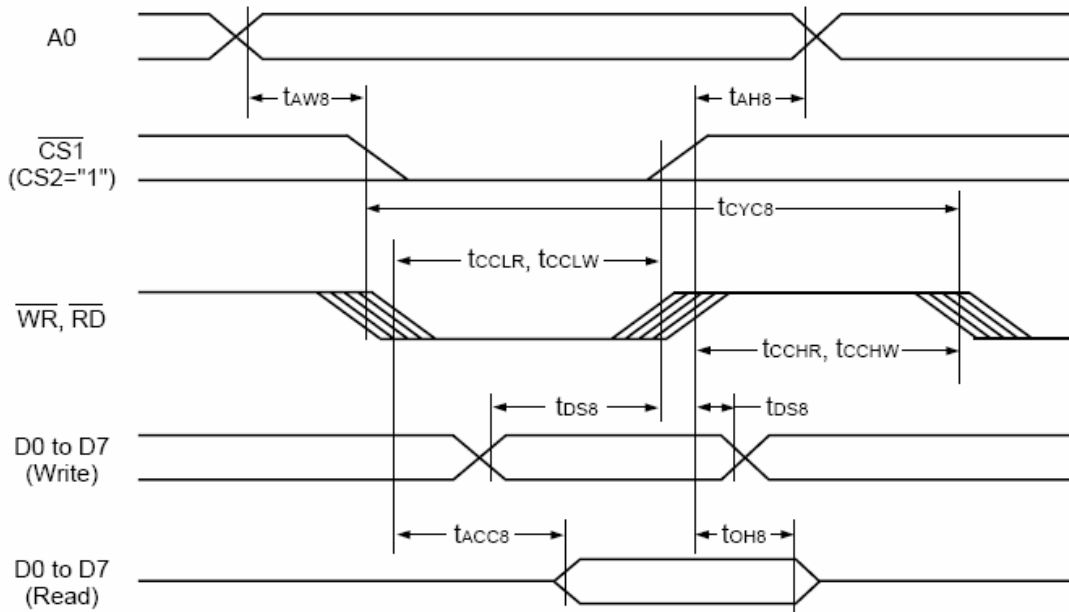 A0
tAW8
tAH8
CS1
(CS2="1")
tCYC8
tCCLR, tCCLW
WR, RD
tCCHR, tCCHW
tDS8
tDS8
D0 to D7
(Write)
tACC8
tOH8
D0 to D7
(Read)